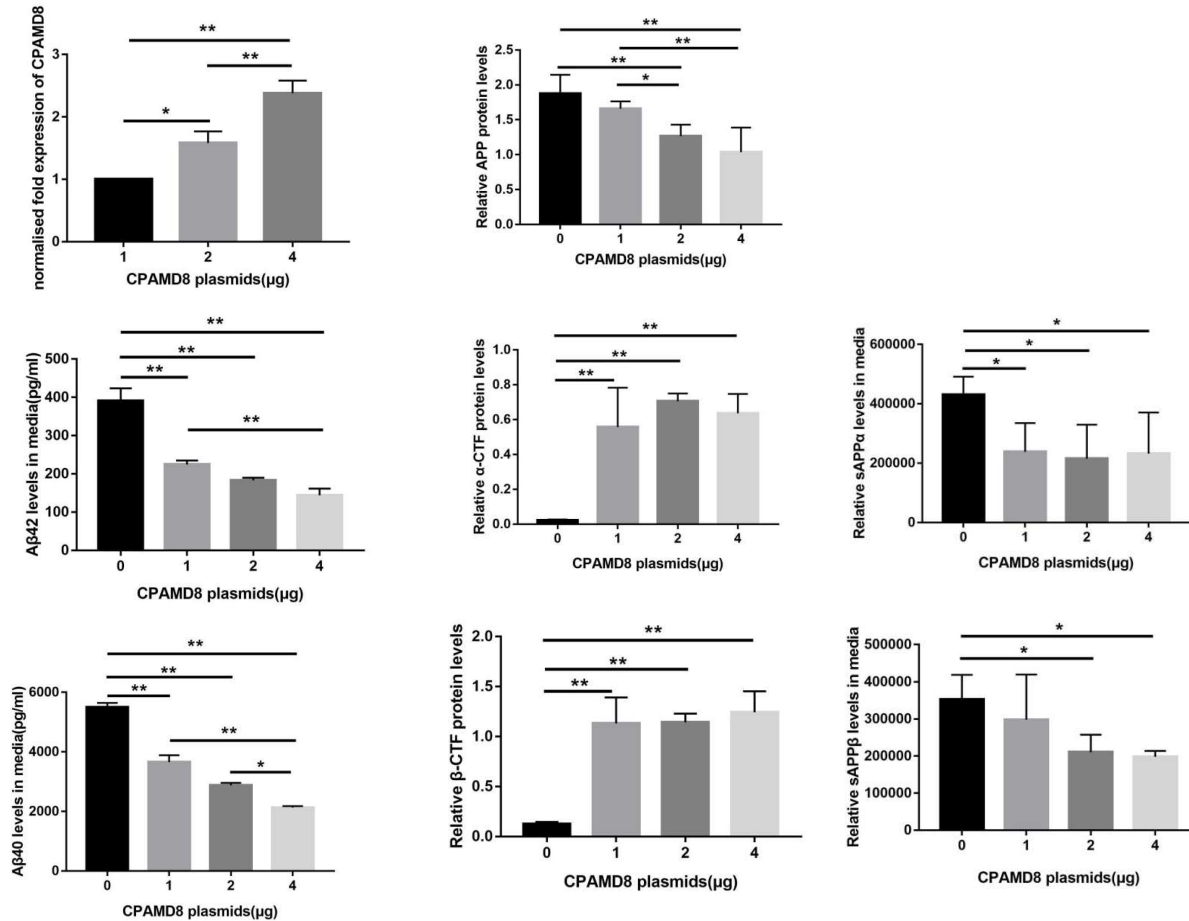 normalised fold expression of CPAMD8
3
2
1
0
**
**
*
1 2 4
CPAMD8 plasmids(μg)
Relative APP protein levels
2.5
2.0
1.5
1.0
0.5
0.0
**
**
**
*
0 1 2 4
CPAMD8 plasmids(μg)
Aβ42 levels in media(pg/ml)
500
400
300
200
100
0
**
**
**
**
0 1 2 4
CPAMD8 plasmids(μg)
Relative α-CTF protein levels
1.0
0.8
0.6
0.4
0.2
0.0
**
**
**
0 1 2 4
CPAMD8 plasmids(μg)
Relative sAPPα levels in media
600000
400000
200000
0
*
*
*
0 1 2 4
CPAMD8 plasmids(μg)
Aβ40 levels in media(pg/ml)
6000
4000
2000
0
**
**
**
**
*
0 1 2 4
CPAMD8 plasmids(μg)
Relative β-CTF protein levels
2.0
1.5
1.0
0.5
0.0
**
**
**
0 1 2 4
CPAMD8 plasmids(μg)
Relative sAPPβ levels in media
500000
400000
300000
200000
100000
0
*
*
0 1 2 4
CPAMD8 plasmids(μg)